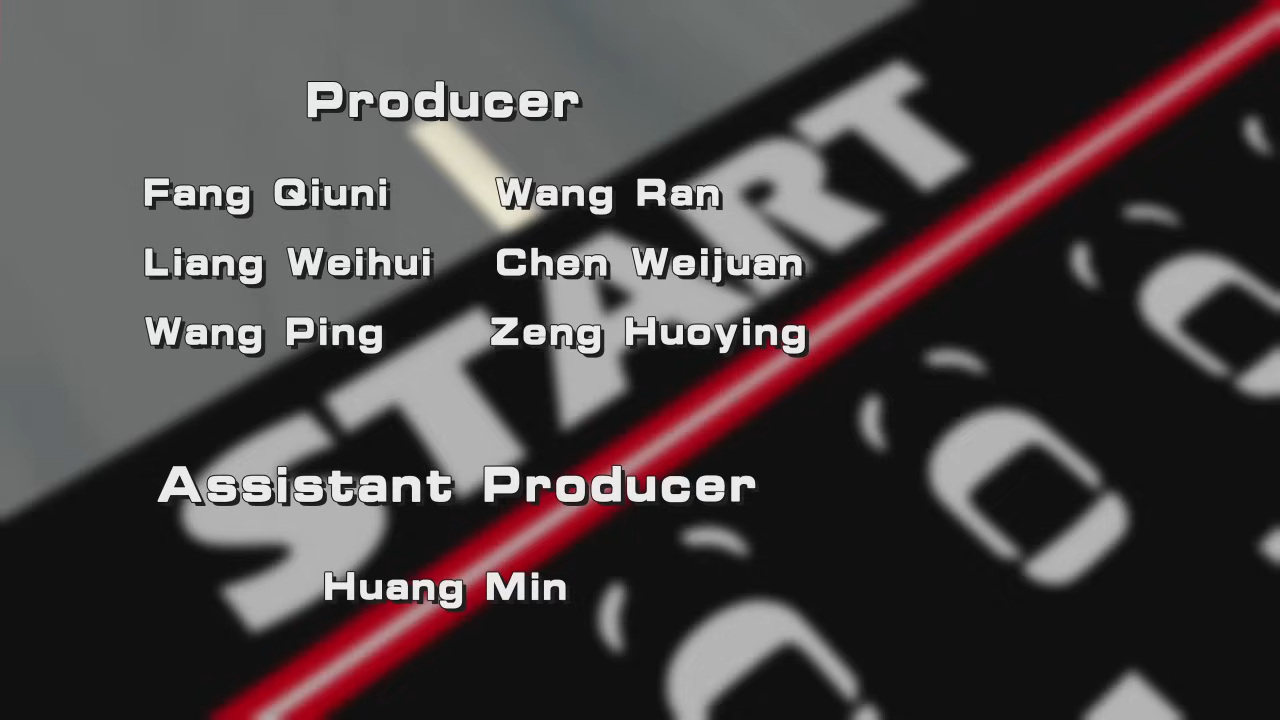 Producer
Fang Qiuni Wang Ran
Liang Weihui Chen Weijuan
Wang Ping Zeng Huoying
START
Assistant Producer
Huang Min